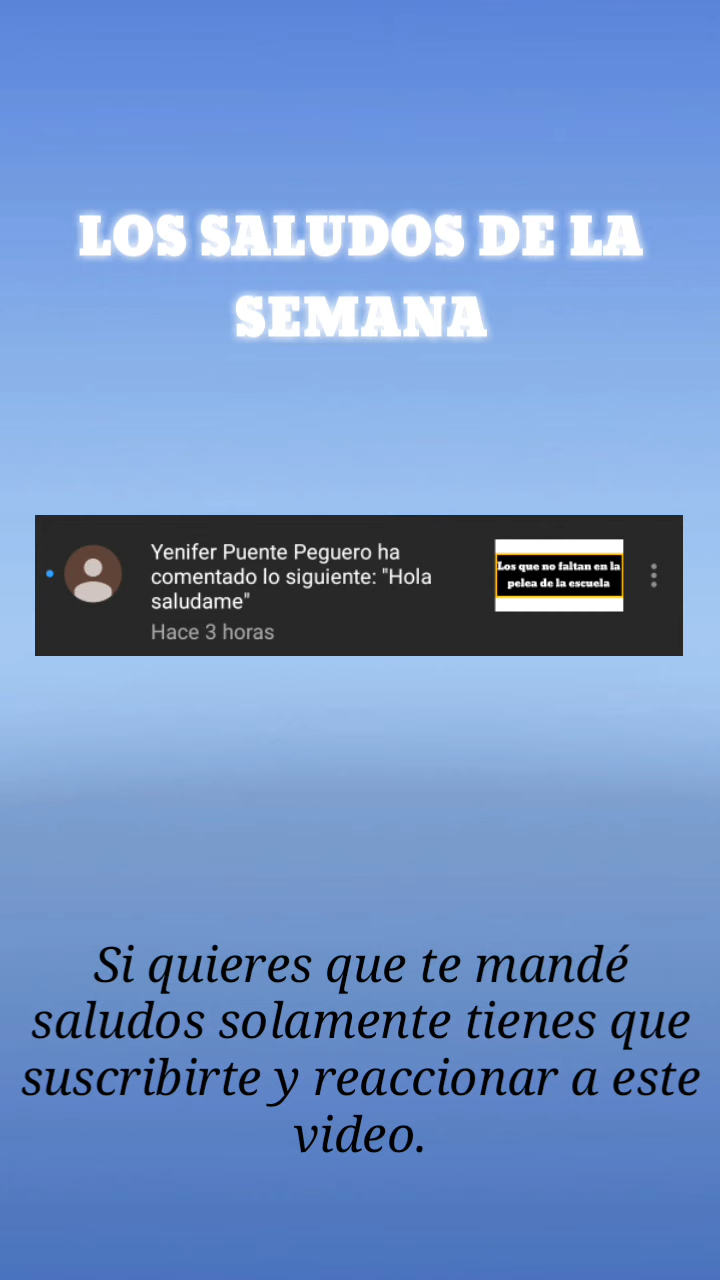 LOS SALUDOS DE LA
SEMANA
Yenifer Puente Peguero ha
comentado lo siguiente: "Hola
saludame"
Hace 3 horas
Los que no faltan en la
pelea de la escuela
Si quieres que te mandé
saludos solamente tienes que
suscribirte y reaccionar a este
video.